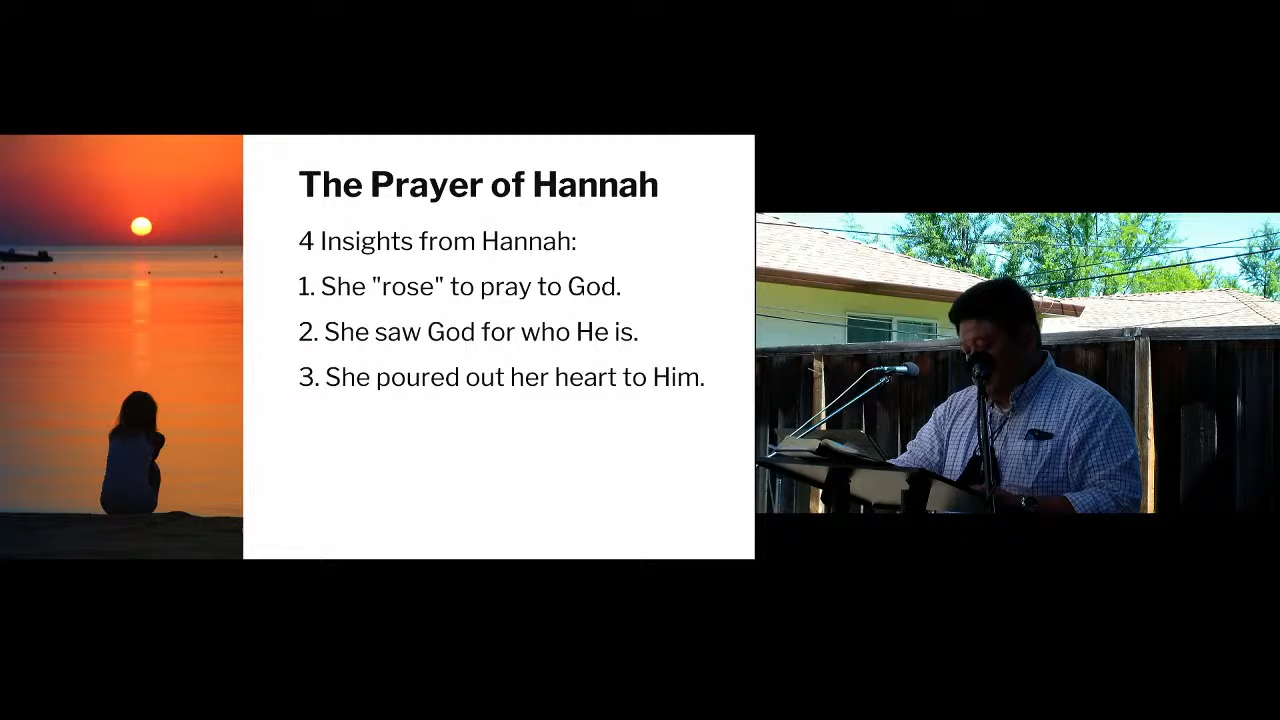 The Prayer of Hannah
4 Insights from Hannah:
1. She "rose" to pray to God.
2. She saw God for who He is.
3. She poured out her heart to Him.